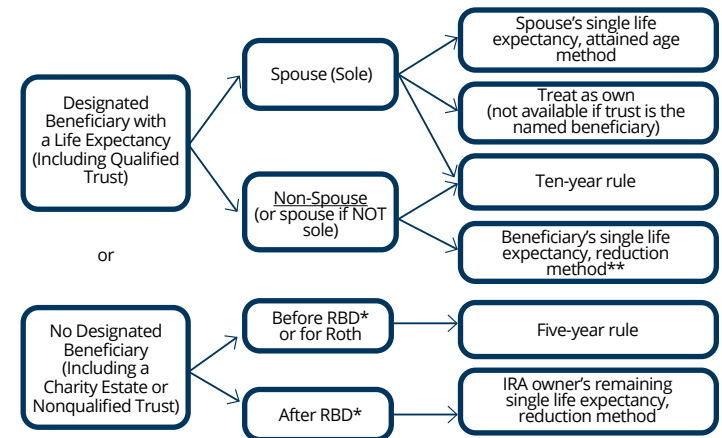 Designated
Beneficiary with
a Life Expectancy
(Including Qualified
Trust)
or
No Designated
Beneficiary
(Including a
Charity Estate or
Nonqualified Trust)
Spouse (Sole)
Non-Spouse
(or spouse if NOT
sole)
Before RBD*
or for Roth
After RBD*
Spouse’s single life
expectancy, attained age
method
Treat as own
(not available if trust is the
named beneficiary)
Ten-year rule
Beneficiary’s single life
expectancy, reduction
method**
Five-year rule
IRA owner’s remaining
single life expectancy,
reduction method